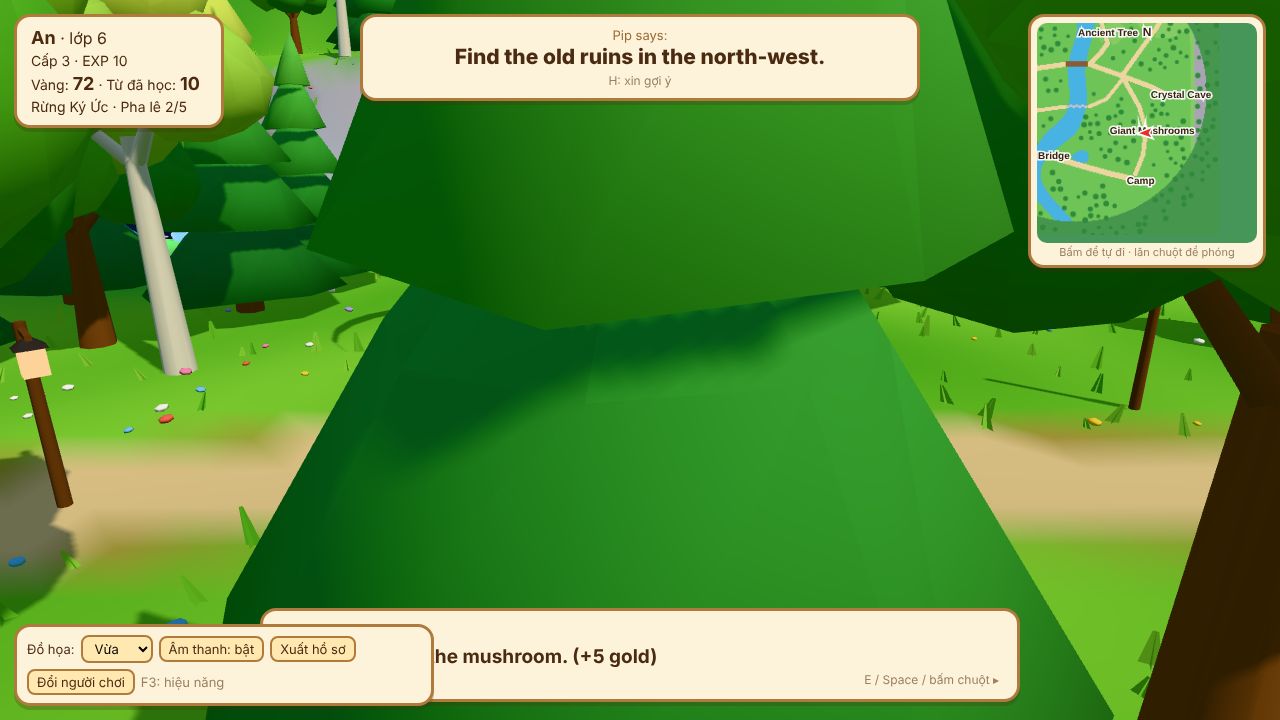 An · lớp 6
Cấp 3 · EXP 10
Vàng: 72 · Từ đã học: 10
Rừng Ký Ức · Pha lê 2/5
Pip says:
Find the old ruins in the north-west.
H: xin gợi ý
Ancient Tree N
Crystal Cave
Giant M shrooms
Bridge
Camp
Bấm để tự đi · lăn chuột để phóng
he mushroom. (+5 gold)
E / Space / bấm chuột ▸
Đồ họa: Vừa Âm thanh: bật Xuất hồ sơ
Đổi người chơi F3: hiệu năng